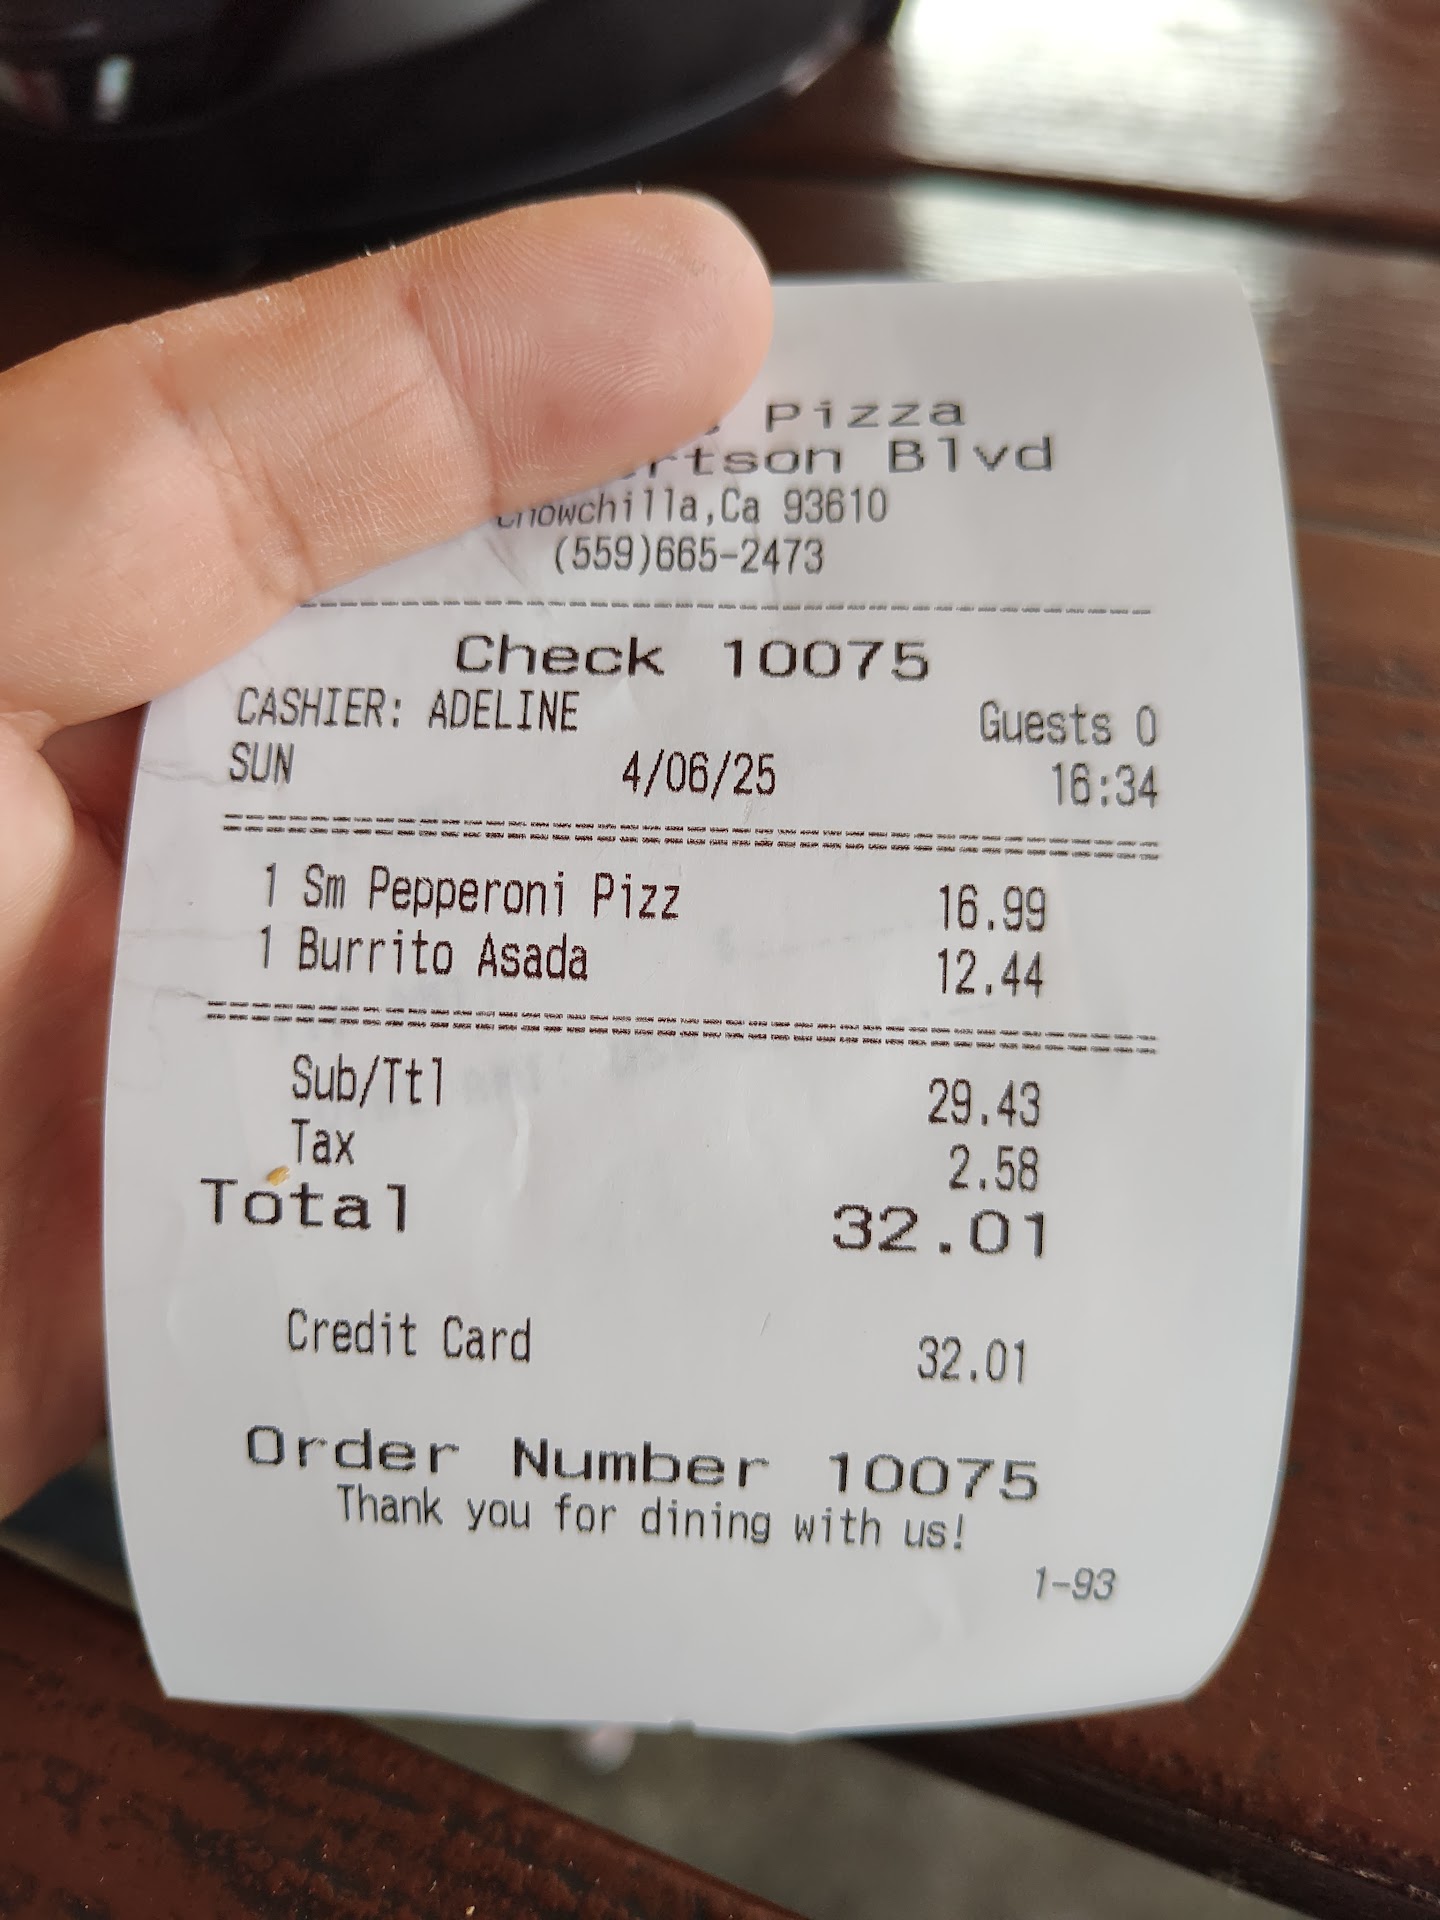 Pizza
Blvd
Chowchilla,Ca 93610
(559)665-2473
Check 10075
CASHIER: ADELINE Guests 0
SUN 4/06/25 16:34
1 Sm Pepperoni Pizz 16.99
1 Burrito Asada 12.44
Sub/Ttl 29.43
Tax 2.58
Total 32.01
Credit Card 32.01
Order Number 10075
Thank you for dining with us!
1-93